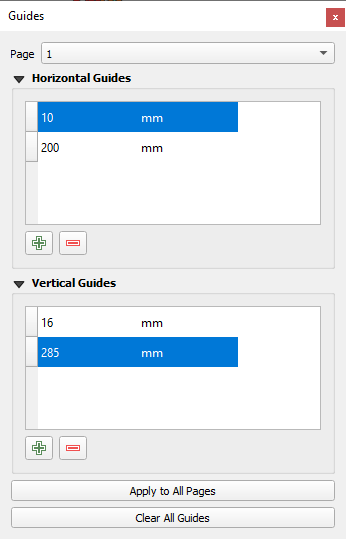 Guides
x
Page 1
Horizontal Guides
10 mm
200 mm
Vertical Guides
16 mm
285 mm
Apply to All Pages
Clear All Guides